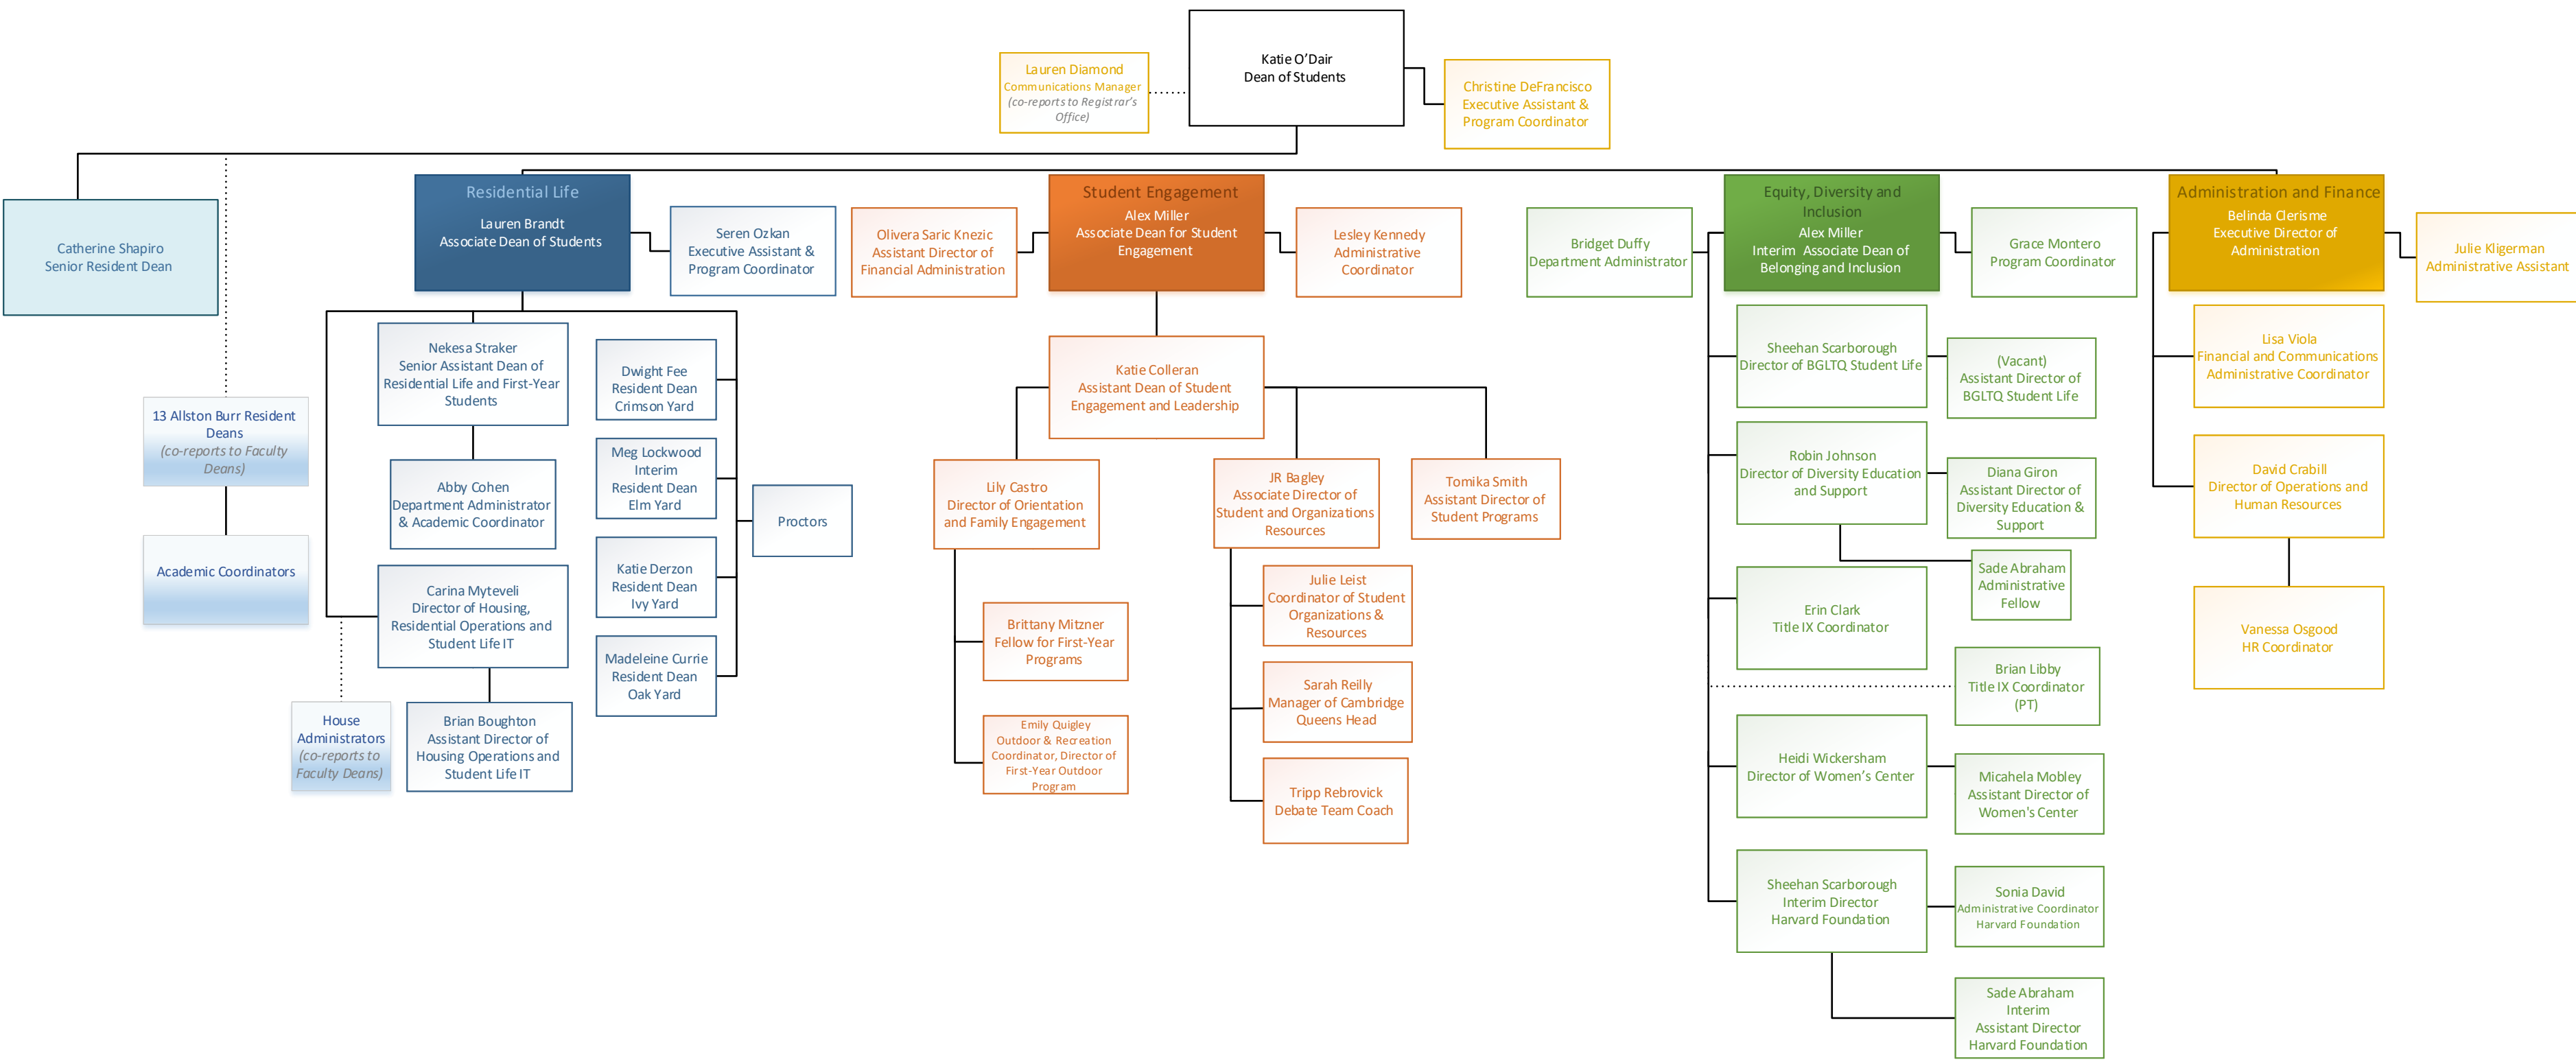 Katie O’Dair
Dean of Students
Lauren Diamond
Communications Manager
(co-reports to Registrar’s
Office)
Christine DeFrancisco
Executive Assistant &
Program Coordinator
Catherine Shapiro
Senior Resident Dean
13 Allston Burr Resident
Deans
(co-reports to Faculty
Deans)
Academic Coordinators
Residential Life
Lauren Brandt
Associate Dean of Students
Seren Ozkan
Executive Assistant &
Program Coordinator
Nekesa Straker
Senior Assistant Dean of
Residential Life and First-Year
Students
Abby Cohen
Department Administrator
& Academic Coordinator
Carina Myteveli
Director of Housing,
Residential Operations and
Student Life IT
House
Administrators
(co-reports to
Faculty Deans)
Brian Boughton
Assistant Director of
Housing Operations and
Student Life IT
Dwight Fee
Resident Dean
Crimson Yard
Meg Lockwood
Interim
Resident Dean
Elm Yard
Katie Derzon
Resident Dean
Ivy Yard
Madeleine Currie
Resident Dean
Oak Yard
Proctors
Student Engagement
Alex Miller
Associate Dean for Student
Engagement
Olivera Saric Knezic
Assistant Director of
Financial Administration
Lesley Kennedy
Administrative
Coordinator
Katie Colleran
Assistant Dean of Student
Engagement and Leadership
Lily Castro
Director of Orientation
and Family Engagement
Brittany Mitzner
Fellow for First-Year
Programs
Emily Quigley
Outdoor & Recreation
Coordinator, Director of
First-Year Outdoor
Program
JR Bagley
Associate Director of
Student and Organizations
Resources
Julie Leist
Coordinator of Student
Organizations &
Resources
Sarah Reilly
Manager of Cambridge
Queens Head
Tripp Rebrovick
Debate Team Coach
Tomika Smith
Assistant Director of
Student Programs
Equity, Diversity and
Inclusion
Alex Miller
Interim  Associate Dean of
Belonging and Inclusion
Bridget Duffy
Department Administrator
Grace Montero
Program Coordinator
Sheehan Scarborough
Director of BGLTQ Student Life
(Vacant)
Assistant Director of
BGLTQ Student Life
Robin Johnson
Director of Diversity Education
and Support
Diana Giron
Assistant Director of
Diversity Education &
Support
Sade Abraham
Administrative
Fellow
Erin Clark
Title IX Coordinator
Brian Libby
Title IX Coordinator
(PT)
Heidi Wickersham
Director of Women’s Center
Micahela Mobley
Assistant Director of
Women's Center
Sheehan Scarborough
Interim Director
Harvard Foundation
Sonia David
Administrative Coordinator
Harvard Foundation
Sade Abraham
Interim
Assistant Director
Harvard Foundation
Administration and Finance
Belinda Clerisme
Executive Director of
Administration
Julie Kligerman
Administrative Assistant
Lisa Viola
Financial and Communications
Administrative Coordinator
David Crabill
Director of Operations and
Human Resources
Vanessa Osgood
HR Coordinator